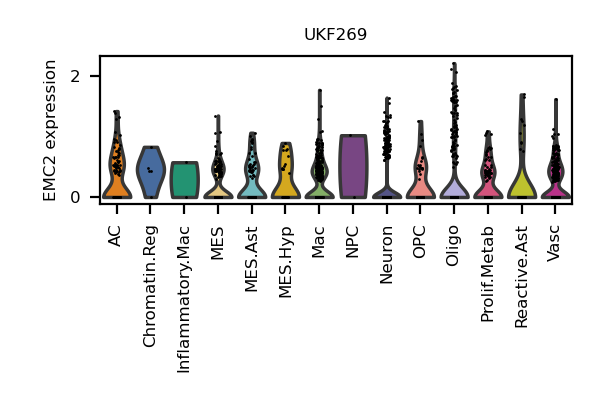 UKF269
EMC2 expression
2
0
AC
Chromatin.Reg
Inflammatory.Mac
MES
MES.Ast
MES.Hyp
Mac
NPC
Neuron
OPC
Oligo
Prolif.Metab
Reactive.Ast
Vasc